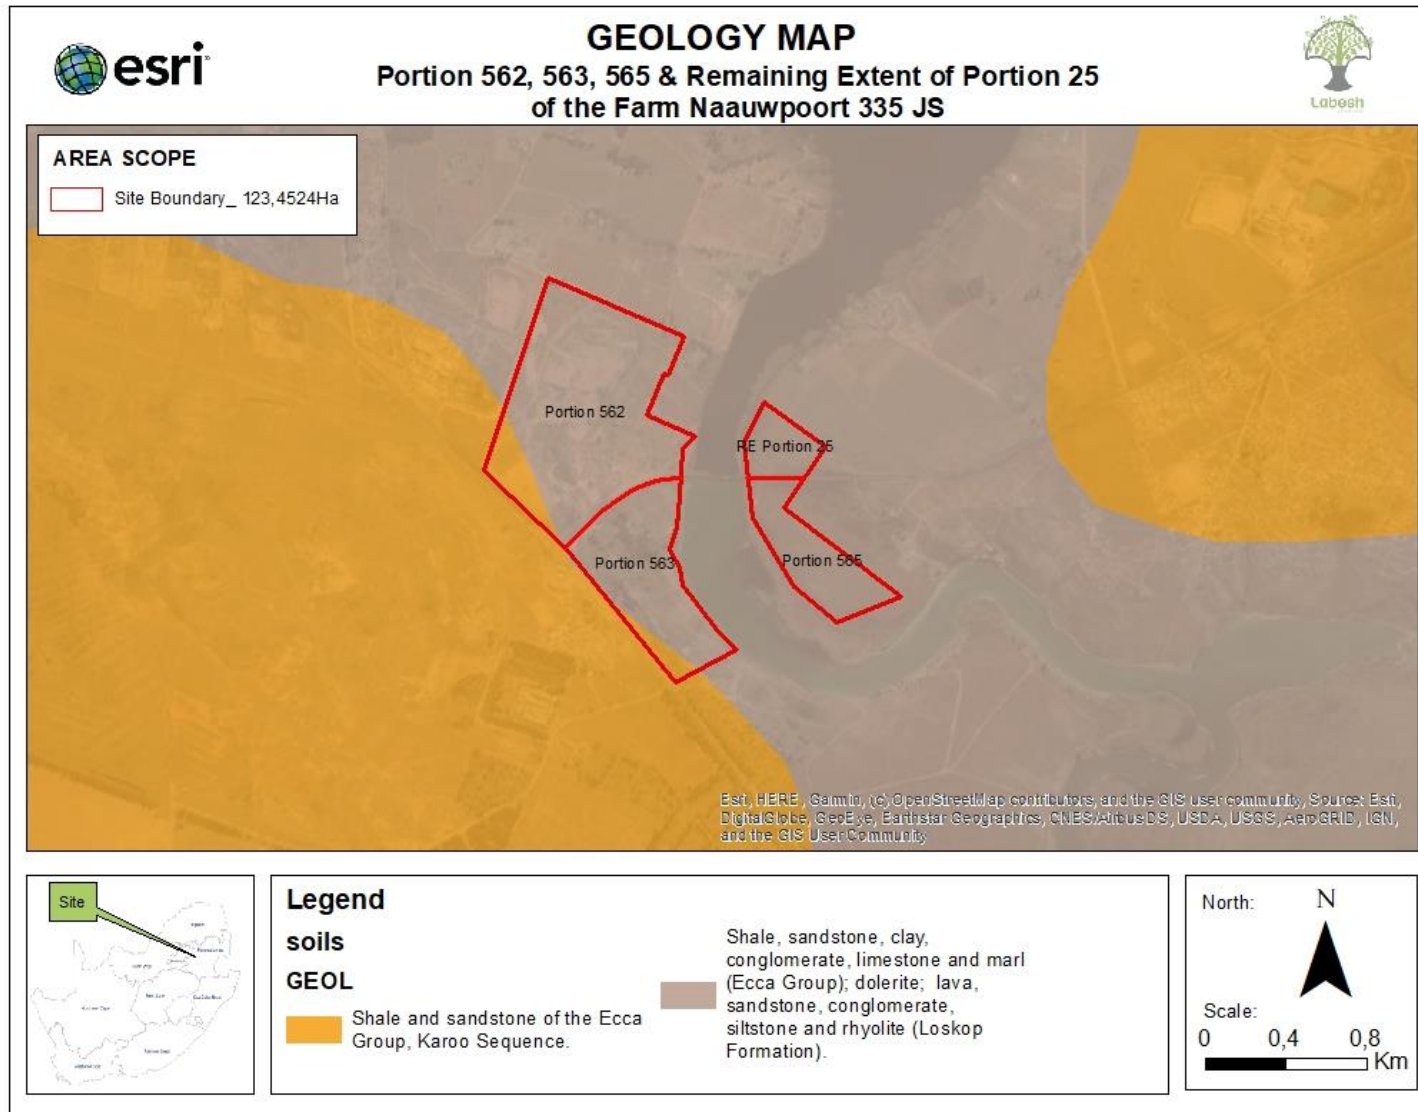 esri
GEOLOGY MAP
Portion 562, 563, 565 & Remaining Extent of Portion 25
of the Farm Naauwpoort 335 JS
Labesh
AREA SCOPE
Site Boundary_ 123,4524Ha
Portion 562
RE Portion 25
Portion 563
Portion 565
Esri, HERE, Garmin, (c) OpenStreetMap contributors, and the GIS user community, Source: Esri,
DigitalGlobe, GeoEye, Earthstar Geographics, CNES/Airbus DS, USDA, USGS, AeroGRID, IGN,
and the GIS User Community
Site
Legend
soils
GEOL
Shale and sandstone of the Ecca
Group, Karoo Sequence.
Shale, sandstone, clay,
conglomerate, limestone and marl
(Ecca Group); dolerite; lava,
sandstone, conglomerate,
siltstone and rhyolite (Loskop
Formation).
North:
N
Scale:
0 0,4 0,8
Km